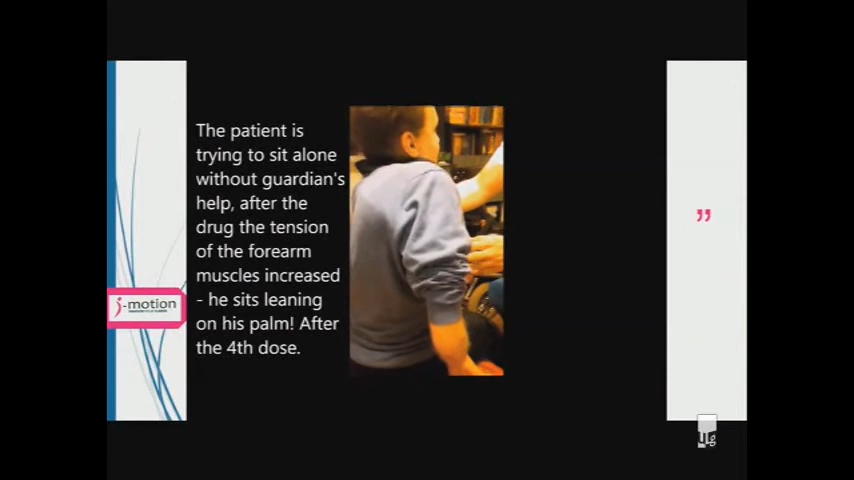 The patient is
trying to sit alone
without guardian's
help, after the
drug the tension
of the forearm
muscles increased
- he sits leaning
on his palm! After
the 4th dose.
i-motion
”